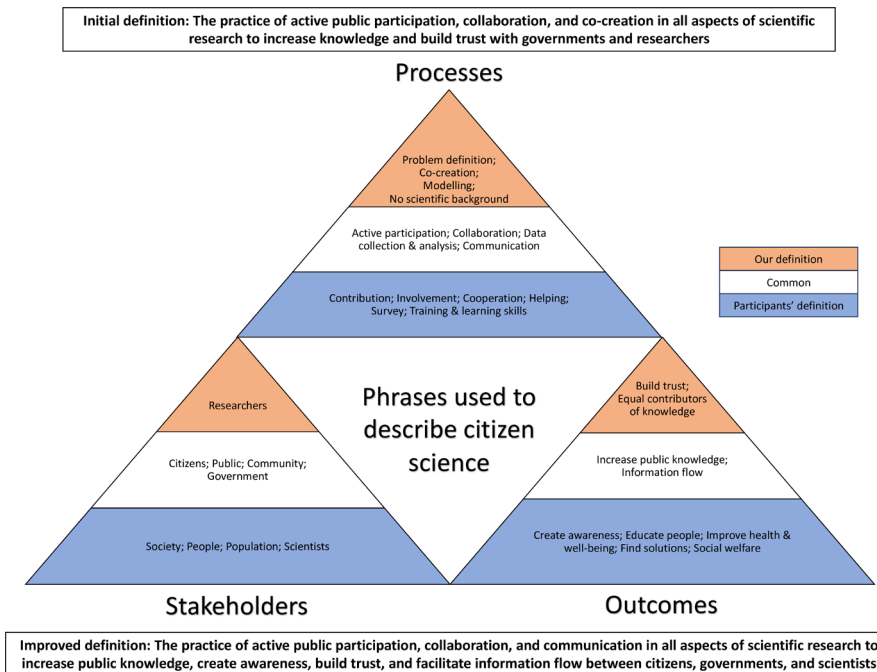 Initial definition: The practice of active public participation, collaboration, and co-creation in all aspects of scientific
research to increase knowledge and build trust with governments and researchers
Processes
Problem definition;
Co-creation;
Modelling;
No scientific background
Active participation; Collaboration; Data
collection & analysis; Communication
Contribution; Involvement; Cooperation; Helping;
Survey; Training & learning skills
Our definition
Common
Participants' definition
Researchers
Citizens; Public; Community;
Government
Society; People; Population; Scientists
Phrases used to
describe citizen
science
Build trust;
Equal contributors
of knowledge
Increase public knowledge;
Information flow
Create awareness; Educate people; Improve health &
well-being; Find solutions; Social welfare
Stakeholders
Outcomes
Improved definition: The practice of active public participation, collaboration, and communication in all aspects of scientific research to
increase public knowledge, create awareness, build trust, and facilitate information flow between citizens, governments, and scientists